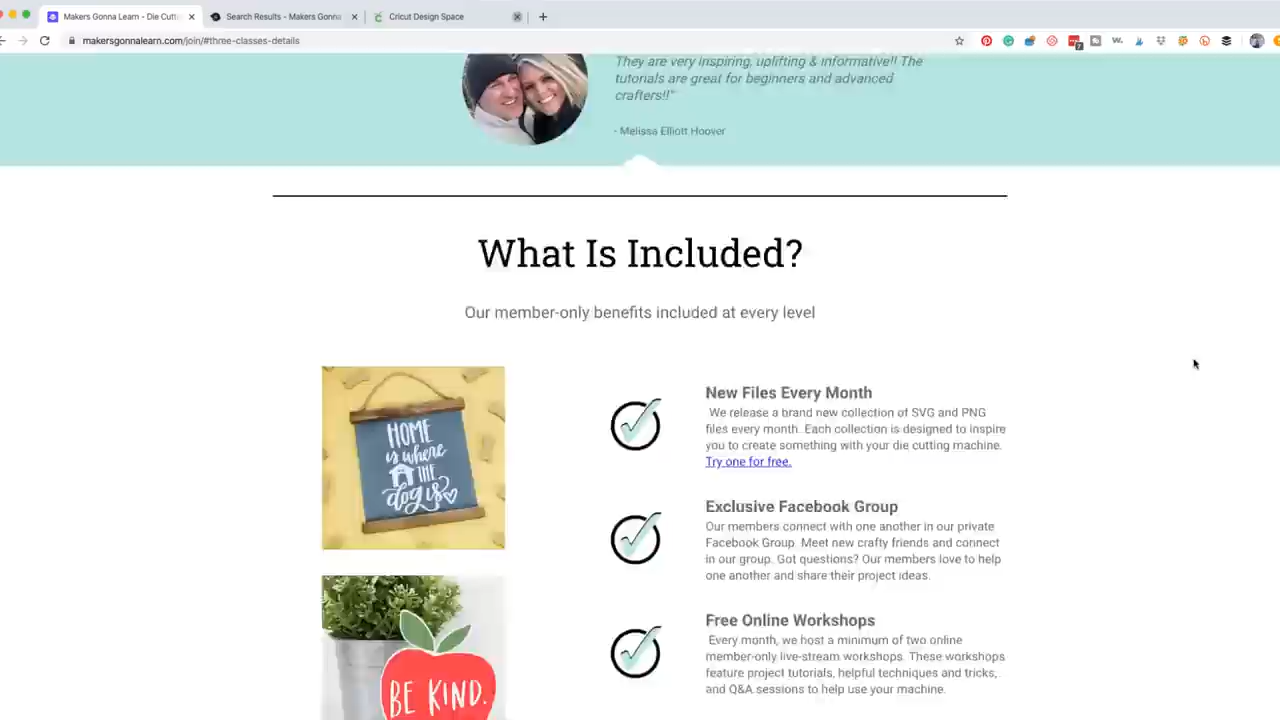 Makers Gonna Learn - Die Cutti
Search Results - Makers Gonna
Cricut Design Space
makersgonnalearn.com/join/#three-classes-details
7
W.
They are very inspiring, uplifting & informative!! The
tutorials are great for beginners and advanced
crafters!!"
- Melissa Elliott Hoover
What Is Included?
Our member-only benefits included at every level
HOME
is where
THE
dog is
New Files Every Month
We release a brand new collection of SVG and PNG
files every month. Each collection is designed to inspire
you to create something with your die cutting machine.
Try one for free.
Exclusive Facebook Group
Our members connect with one another in our private
Facebook Group. Meet new crafty friends and connect
in our group. Got questions? Our members love to help
one another and share their project ideas.
BE KIND.
Free Online Workshops
Every month, we host a minimum of two online
member-only live-stream workshops. These workshops
feature project tutorials, helpful techniques and tricks,
and Q&A sessions to help use your machine.